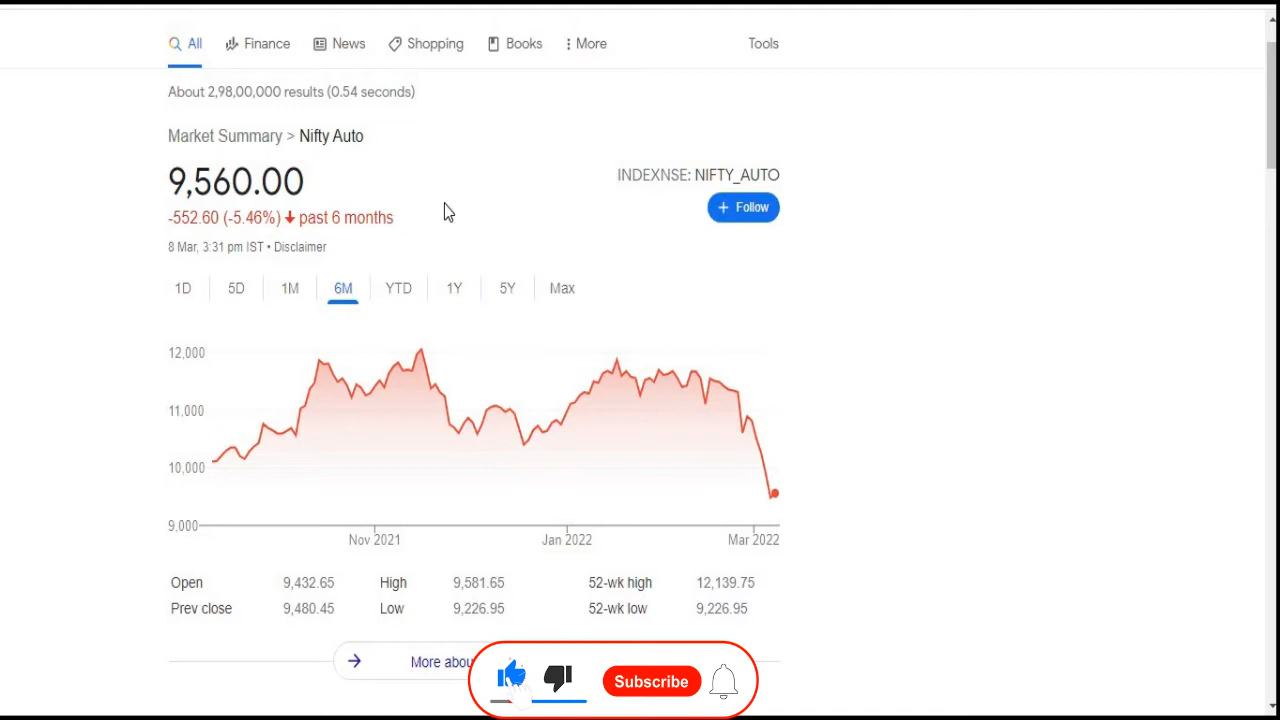 All Finance News Shopping Books More Tools
About 2,98,00,000 results (0.54 seconds)
Market Summary > Nifty Auto
9,560.00
INDEXNSE: NIFTY_AUTO
-552.60 (-5.46%) past 6 months
+ Follow
8 Mar, 3:31 pm IST • Disclaimer
1D 5D 1M 6M YTD 1Y 5Y Max
12,000
11,000
10,000
9,000
Nov 2021 Jan 2022 Mar 2022
Open 9,432.65 High 9,581.65 52-wk high 12,139.75
Prev close 9,480.45 Low 9,226.95 52-wk low 9,226.95
More
Subscribe